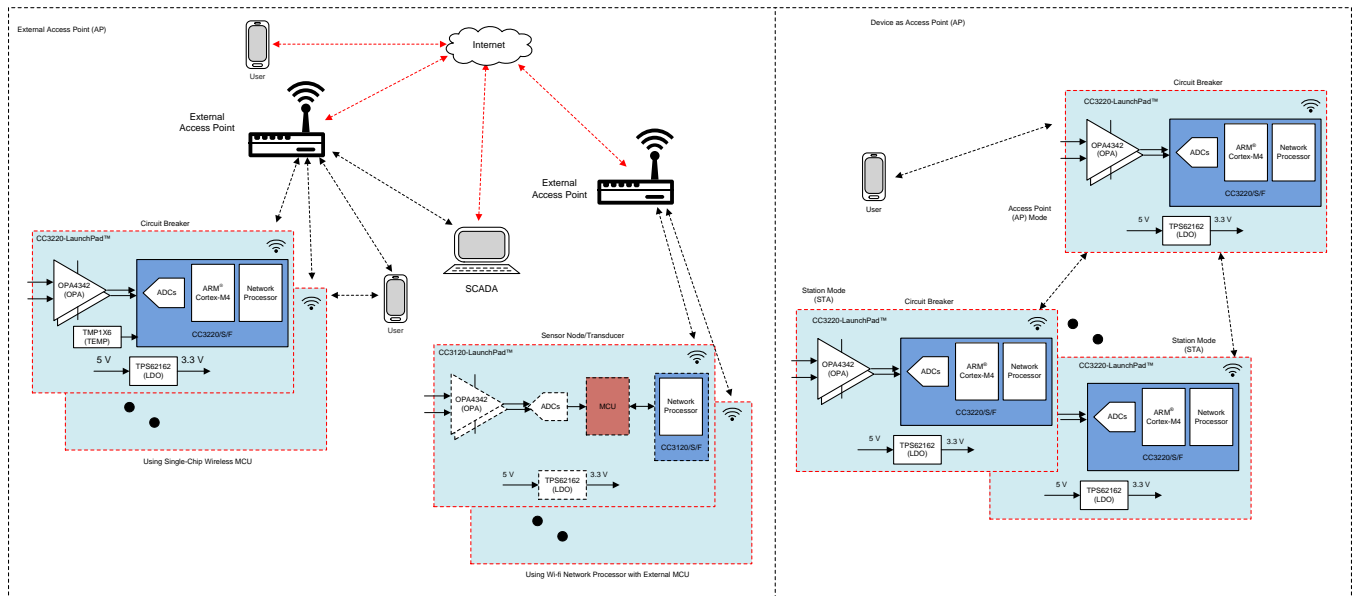 External Access Point (AP)
User
Internet
External
Access Point
External
Access Point
SCADA
User
Circuit Breaker
CC3220-LaunchPad™
OPA4342
(OPA)
ADCs
ARM®
Cortex-M4
Network
Processor
CC3220/S/F
TMP1X6
(TEMP)
5 V
TPS62162
(LDO)
3.3 V
Using Single-Chip Wireless MCU
Sensor Node/Transducer
CC3120-LaunchPad™
OPA4342
(OPA)
ADCs
MCU
Network
Processor
CC3120/S/F
5 V
TPS62162
(LDO)
3.3 V
Using Wi-fi Network Processor with External MCU
Device as Access Point (AP)
User
Circuit Breaker
CC3220-LaunchPad™
OPA4342
(OPA)
ADCs
ARM®
Cortex-M4
Network
Processor
CC3220/S/F
Access Point
(AP) Mode
5 V
TPS62162
(LDO)
3.3 V
Station Mode
(STA)
Circuit Breaker
CC3220-LaunchPad™
OPA4342
(OPA)
ADCs
ARM®
Cortex-M4
Network
Processor
CC3220/S/F
5 V
TPS62162
(LDO)
3.3 V
Station Mode
(STA)
CC3220-LaunchPad™
ADCs
ARM®
Cortex-M4
Network
Processor
CC3220/S/F
5 V
TPS62162
(LDO)
3.3 V